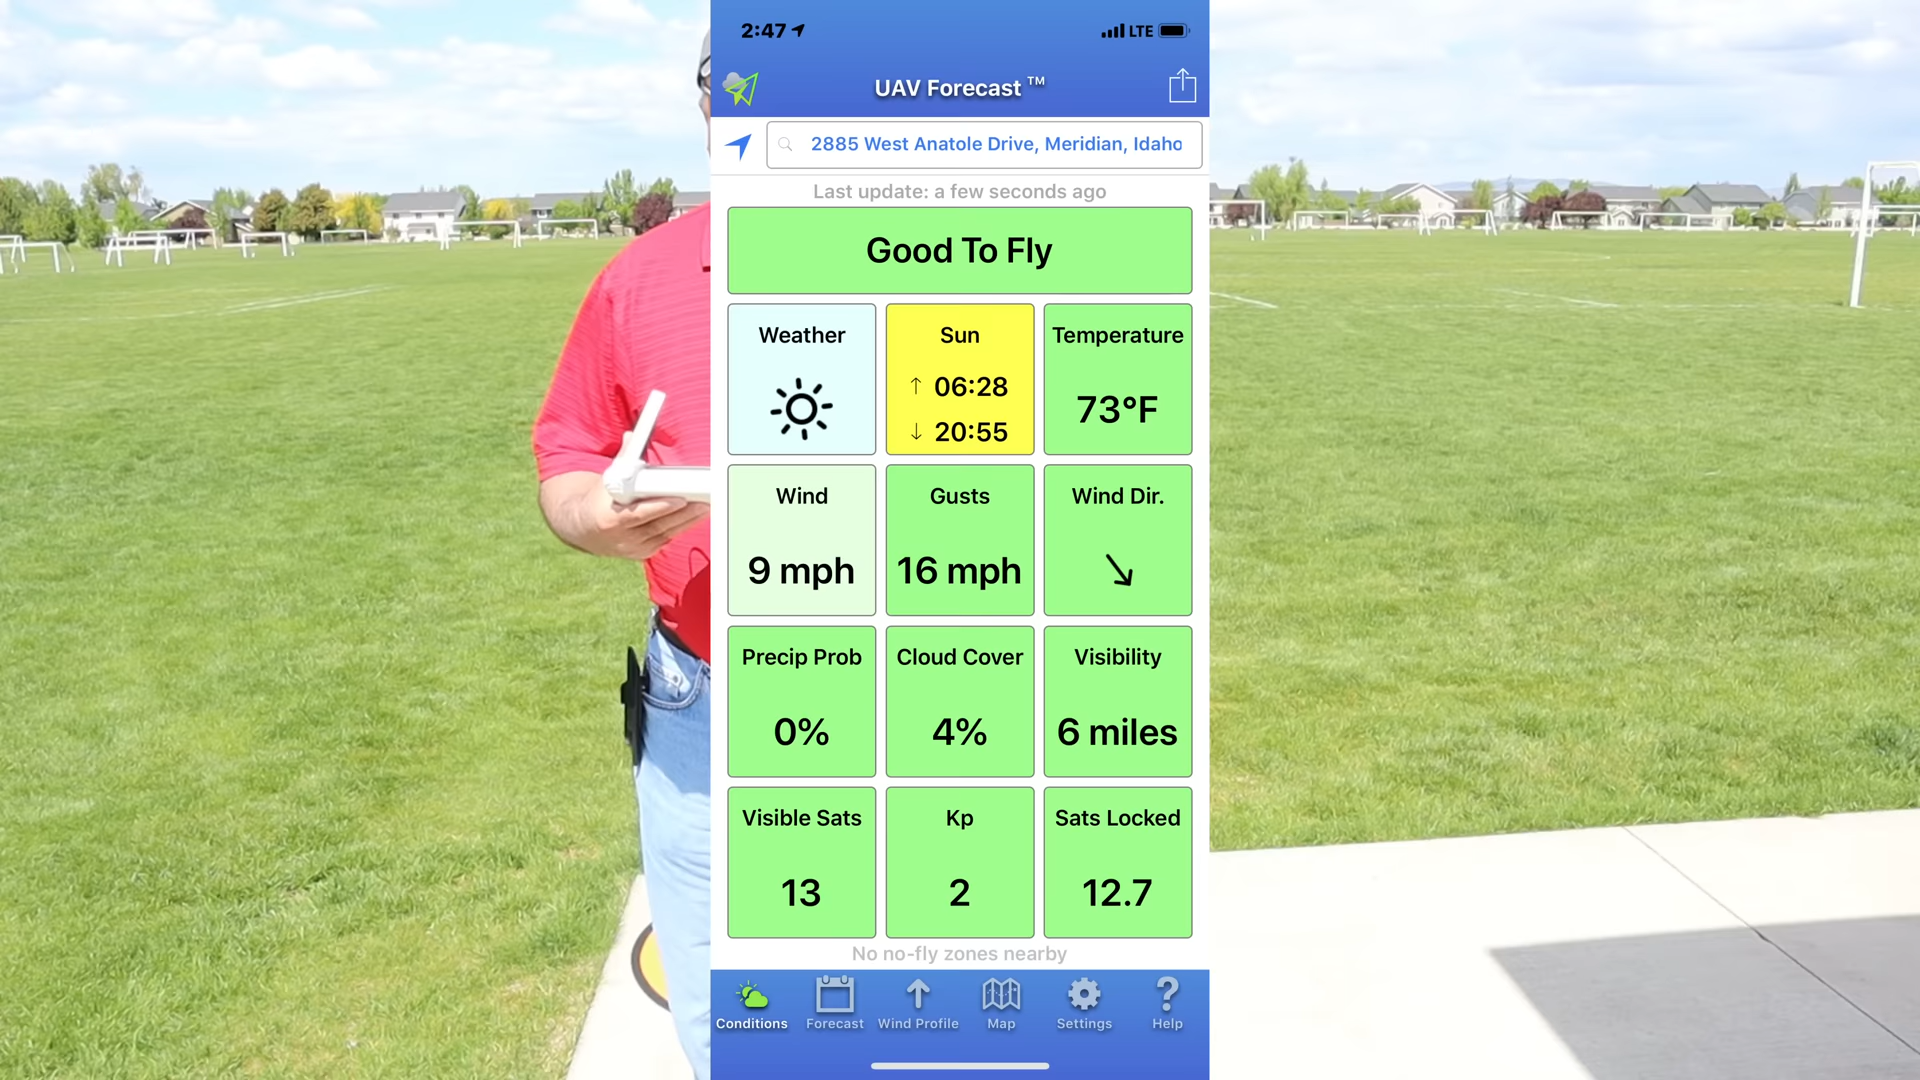 2:47
LTE
UAV Forecast ™
2885 West Anatole Drive, Meridian, Idaho
Last update: a few seconds ago
Good To Fly
Weather
Sun
↑ 06:28
↓ 20:55
Temperature
73°F
Wind
9 mph
Gusts
16 mph
Wind Dir.
Precip Prob
0%
Cloud Cover
4%
Visibility
6 miles
Visible Sats
13
Kp
2
Sats Locked
12.7
No no-fly zones nearby
Conditions
Forecast
Wind Profile
Map
Settings
Help